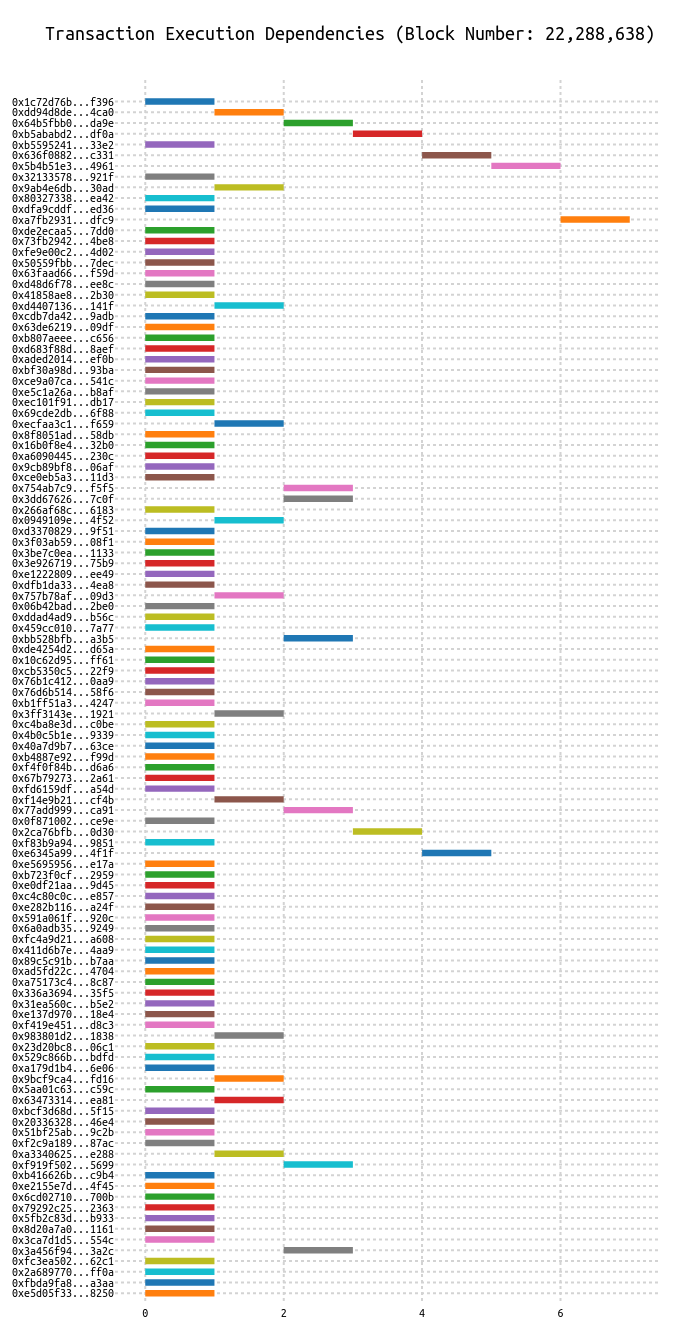 Transaction Execution Dependencies (Block Number: 22,288,638)
0x1c72d76b...f396
0xdd94d8de...4ca0
0x64b5fbb0...da9e
0xb5ababd2...df0a
0xb5595241...33e2
0x636f0882...c331
0x5b4b51e3...4961
0x32133578...921f
0x9ab4e6db...30ad
0x80327338...ea42
0xdfa9cddf...ed36
0xa7fb2931...dfc9
0xde2ecaa5...7dd0
0x73fb2942...4be8
0xfe9e00c2...4d02
0x50559fbb...7dec
0x63faad66...f59d
0xd48d6f78...ee8c
0x41858ae8...2b30
0xd4407136...141f
0xcdb7da42...9adb
0x63de6219...09df
0xb807aeee...c656
0xd683f88d...8aef
0xaded2014...ef0b
0xbf30a98d...93ba
0xce9a07ca...541c
0xe5c1a26a...b8af
0xec101f91...db17
0x69cde2db...6f88
0xecfaa3c1...f659
0x8f8051ad...58db
0x16b0f8e4...32b0
0xa6090445...230c
0x9cb89bf8...06af
0xce0eb5a3...11d3
0x754ab7c9...f5f5
0x3dd67626...7c0f
0x266af68c...6183
0x0949109e...4f52
0xd3370829...9f51
0x3f03ab59...08f1
0x3be7c0ea...1133
0x3e926719...75b9
0xe1222809...ee49
0xdfb1da33...4ea8
0x757b78af...09d3
0x06b42bad...2be0
0xddad4ad9...b56c
0x459cc010...7a77
0xbb528bfb...a3b5
0xde4254d2...d65a
0x10c62d95...ff61
0xcb5350c5...22f9
0x76b1c412...0aa9
0x76d6b514...58f6
0xb1ff51a3...4247
0x3ff3143e...1921
0xc4ba8e3d...c0be
0x4b0c5b1e...9339
0x40a7d9b7...63ce
0xb4887e92...f99d
0xf4f0f84b...d6a6
0x67b79273...2a61
0xfd6159df...a54d
0xf14e9b21...cf4b
0x77add999...ca91
0x0f871002...ce9e
0x2ca76bfb...0d30
0xf83b9a94...9851
0xe6345a99...4f1f
0xe5695956...e17a
0xb723f0cf...2959
0xe0df21aa...9d45
0xc4c80c0c...e857
0xe282b116...a24f
0x591a061f...920c
0x6a0adb35...9249
0xfc4a9d21...a608
0x411d6b7e...4aa9
0x89c5c91b...b7aa
0xad5fd22c...4704
0xa75173c4...8c87
0x336a3694...35f5
0x31ea560c...b5e2
0xe137d970...18e4
0xf419e451...d8c3
0x983801d2...1838
0x23d20bc8...06c1
0x529c866b...bdfd
0xa179d1b4...6e06
0x9bcf9ca4...fd16
0x5aa01c63...c59c
0x63473314...ea81
0xbcf3d68d...5f15
0x20336328...46e4
0x51bf25ab...9c2b
0xf2c9a189...87ac
0xa3340625...e288
0xf919f502...5699
0xb416626b...c9b4
0xe2155e7d...4f45
0x6cd02710...700b
0x79292c25...2363
0x5fb2c83d...b933
0x8d20a7a0...1161
0x3ca7d1d5...554c
0x3a456f94...3a2c
0xfc3ea502...62c1
0x2a689770...ff0a
0xfbda9fa8...a3aa
0xe5d05f33...8250
0 2 4 6